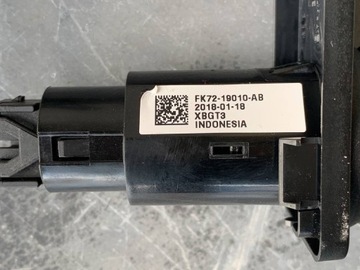 FK72-19010-AB
2018-01-18
XBGT3
INDONESIA